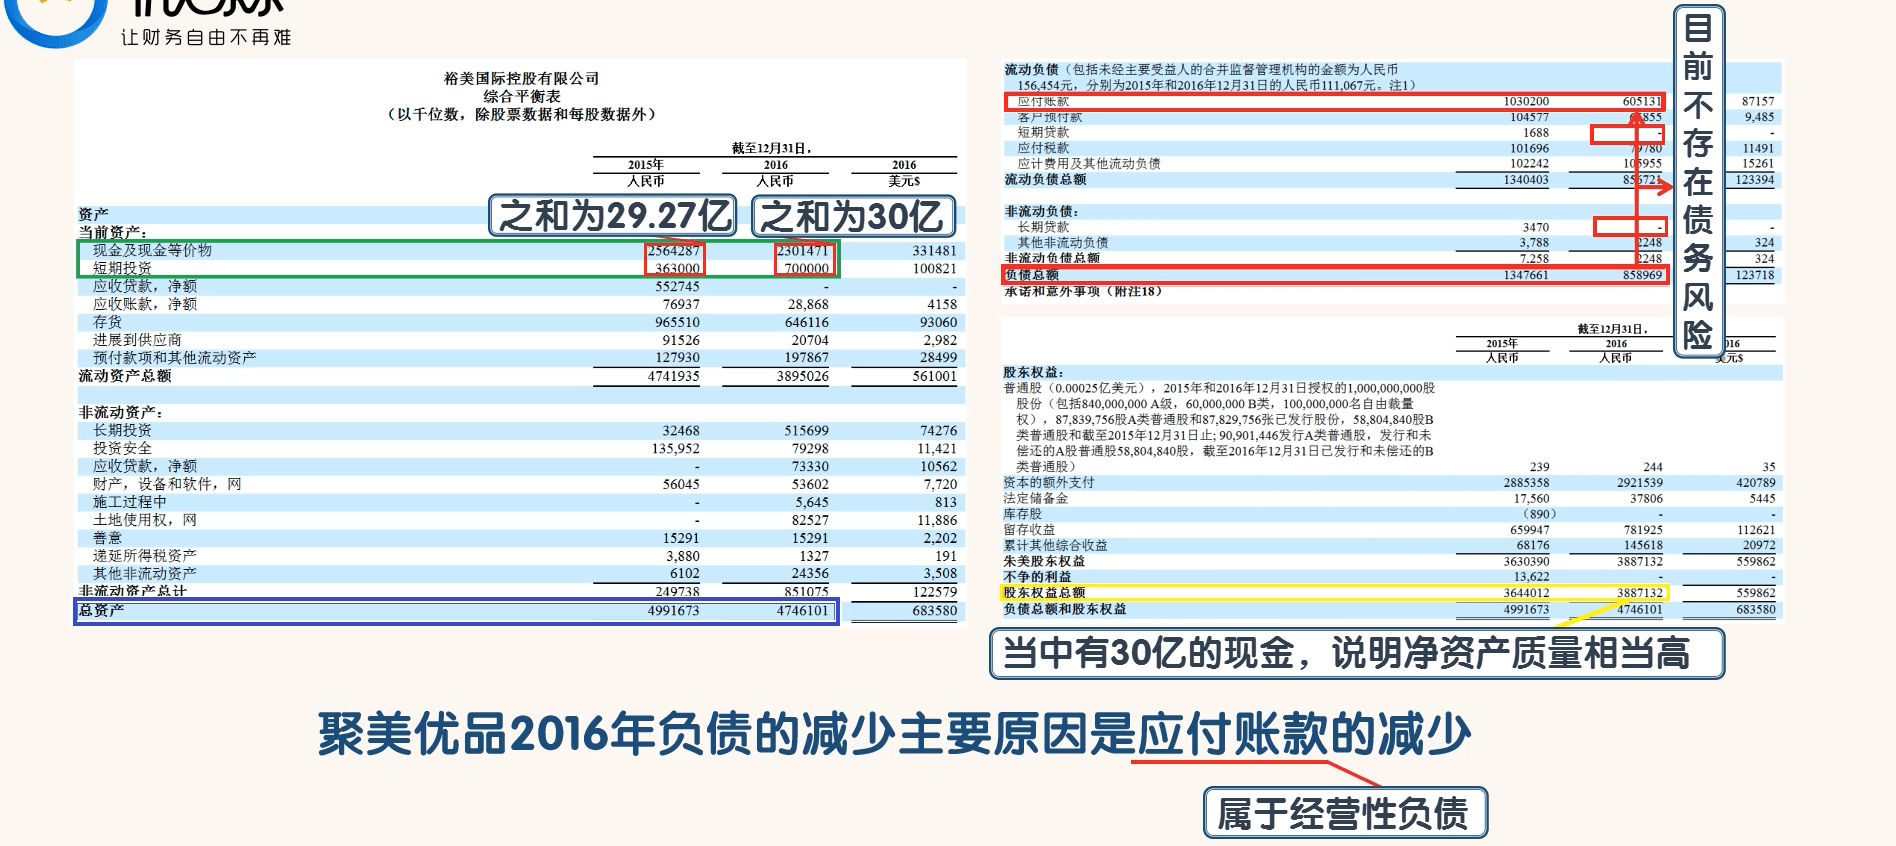 让财务自由不再难
裕美国际控股有限公司
综合平衡表
（以千位数，除股票数据和每股数据外）
截至12月31日，
2015年 2016 2016
人民币 人民币 美元$
资产
之和为29.27亿 之和为30亿
当前资产：
现金及现金等价物 2564287 2301471 331481
短期投资 363000 700000 100821
应收贷款，净额 552745 - -
应收账款，净额 76937 28,868 4158
存货 965510 646116 93060
进展到供应商 91526 20704 2,982
预付款项和其他流动资产 127930 197867 28499
流动资产总额 4741935 3895026 561001
非流动资产：
长期投资 32468 515699 74276
投资安全 135,952 79298 11,421
应收贷款，净额 - 73330 10562
财产，设备和软件，网 56045 53602 7,720
施工过程中 - 5,645 813
土地使用权，网 - 82527 11,886
善意 15291 15291 2,202
递延所得税资产 3,880 1327 191
其他非流动资产 6102 24356 3,508
非流动资产总计 249738 851075 122579
总资产 4991673 4746101 683580
流动负债（包括未经主要受益人的合并监督管理机构的金额为人民币
156,454元，分别为2015年和2016年12月31日的人民币111,067元。注1）
应付账款 1030200 605131 87157
客户预付款 104577 9,485
短期贷款 1688 - -
应付税款 101696 79780 11491
应计费用及其他流动负债 102242 105955 15261
流动负债总额 1340403 856721 123394
非流动负债：
长期贷款 3470 - -
其他非流动负债 3,788 2248 324
非流动负债总额 7.258 2248 324
负债总额 1347661 858969 123718
承诺和意外事项（附注18）
目前不存在债务风险
截至12月31日，
2015年 2016 016
人民币 人民币 美元$
股东权益：
普通股（0.00025亿美元），2015年和2016年12月31日授权的1,000,000,000股
股份（包括840,000,000 A级，60,000,000 B类，100,000,000名自由裁量
权），87,839,756股A类普通股和87,829,756张已发行股份，58,804,840股B
类普通股和截至2015年12月31日止; 90,901,446发行A类普通股，发行和未
偿还的A股普通股58,804,840股，截至2016年12月31日已发行和未偿还的B
类普通股） 239 244 35
资本的额外支付 2885358 2921539 420789
法定储备金 17,560 37806 5445
库存股 （890） - -
留存收益 659947 781925 112621
累计其他综合收益 68176 145618 20972
朱美股东权益 3630390 3887132 559862
不争的利益 13,622 - -
股东权益总额 3644012 3887132 559862
负债总额和股东权益 4991673 4746101 683580
当中有30亿的现金，说明净资产质量相当高
聚美优品2016年负债的减少主要原因是应付账款的减少
属于经营性负债